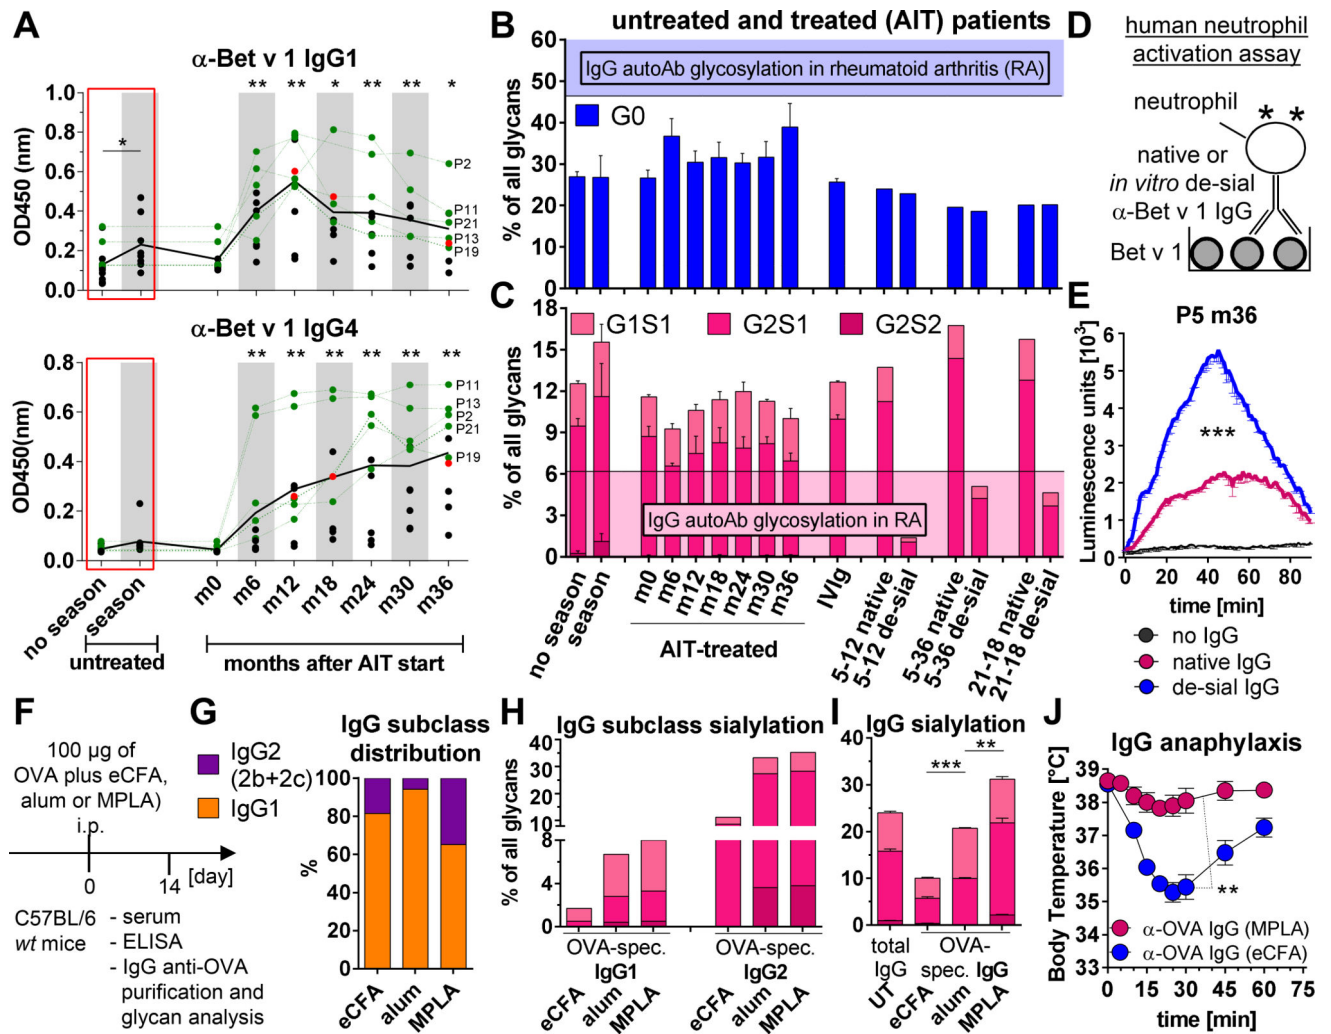 A
α-Bet v 1 IgG1
** ** * ** ** *
*
OD450 (nm)
1.0
0.8
0.6
0.4
0.2
0.0
P2
P11
P21
P13
P19
α-Bet v 1 IgG4
** ** ** ** ** **
OD450(nm)
0.8
0.6
0.4
0.2
0.0
P11
P13
P2
P21
P19
no season
season
m0
m6
m12
m18
m24
m30
m36
untreated
months after AIT start
B
untreated and treated (AIT) patients
IgG autoAb glycosylation in rheumatoid arthritis (RA)
G0
% of all glycans
60
50
40
30
20
10
0
C
G1S1
G2S1
G2S2
% of all glycans
18
15
12
9
6
3
0
IgG autoAb glycosylation in RA
no season
season
m0
m6
m12
m18
m24
m30
m36
AIT-treated
IVIg
5-12 native
5-12 de-sial
5-36 native
5-36 de-sial
21-18 native
21-18 de-sial
D
human neutrophil
activation assay
* *
neutrophil
native or
in vitro de-sial
α-Bet v 1 IgG
Bet v 1
E
P5 m36
Luminescence units [10³]
6
5
4
3
2
1
0
***
0 20 40 60 80
time [min]
no IgG
native IgG
de-sial IgG
F
100 µg of
OVA plus eCFA,
alum or MPLA)
i.p.
0
14
[day]
C57BL/6
wt mice
- serum
- ELISA
- IgG anti-OVA
purification and
glycan analysis
G
IgG subclass
distribution
IgG2
(2b+2c)
IgG1
%
100
80
60
40
20
0
eCFA
alum
MPLA
H
IgG subclass sialylation
% of all glycans
40
30
20
10
8
4
0
OVA-spec.
IgG1
OVA-spec.
IgG2
eCFA
alum
MPLA
eCFA
alum
MPLA
I
IgG sialylation
**
***
40
30
20
10
0
total
IgG
UT
OVA-
spec. IgG
eCFA
alum
MPLA
J
IgG anaphylaxis
Body Temperature [°C]
39
38
37
36
35
34
33
**
α-OVA IgG (MPLA)
α-OVA IgG (eCFA)
0 15 30 45 60 75
time [min]